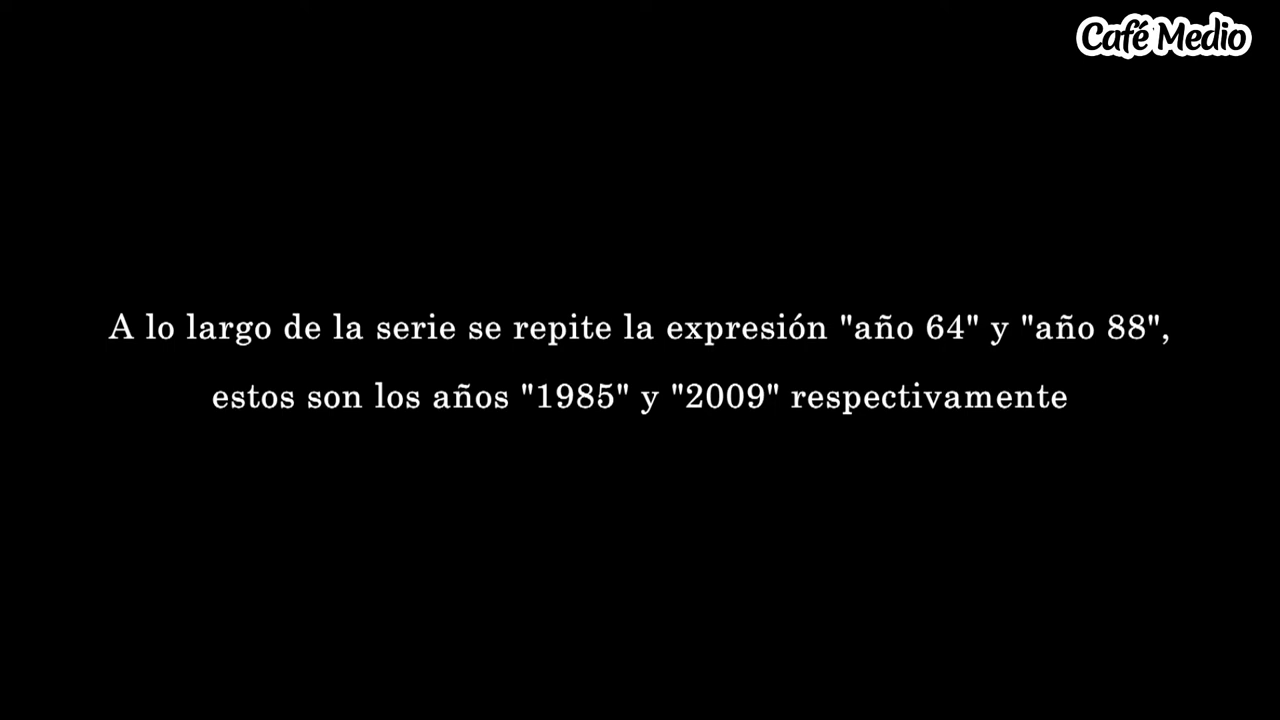 Café Medio
A lo largo de la serie se repite la expresión "año 64" y "año 88",
estos son los años "1985" y "2009" respectivamente